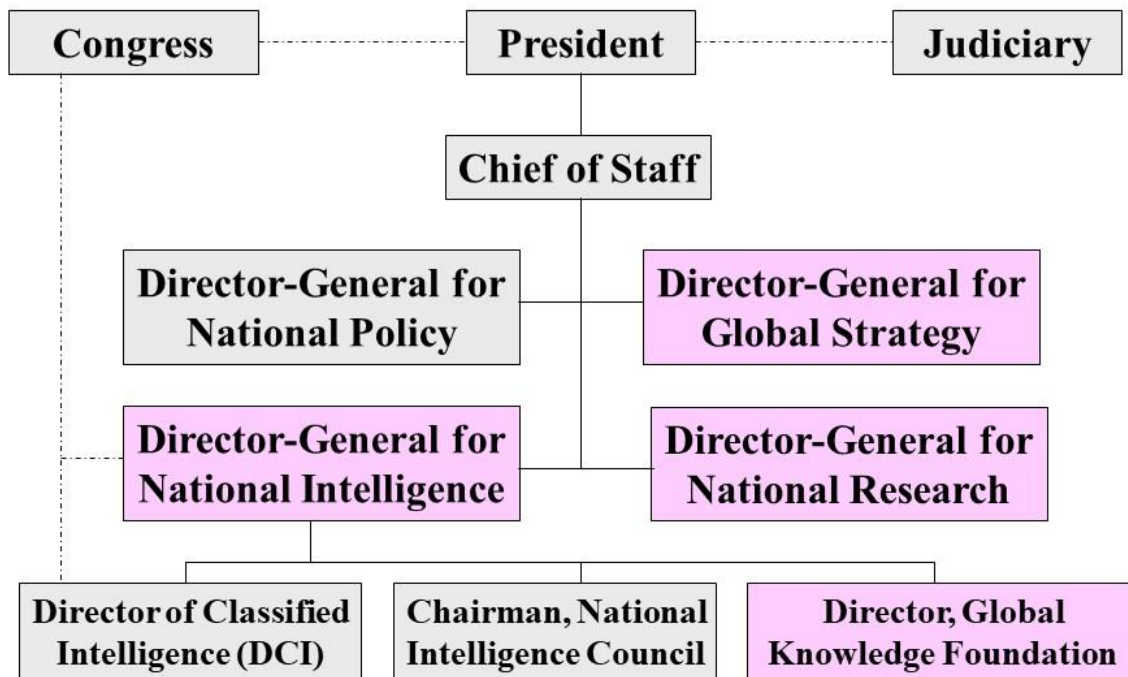 Congress
President
Judiciary
Chief of Staff
Director-General for
National Policy
Director-General for
Global Strategy
Director-General for
National Intelligence
Director-General for
National Research
Director of Classified
Intelligence (DCI)
Chairman, National
Intelligence Council
Director, Global
Knowledge Foundation